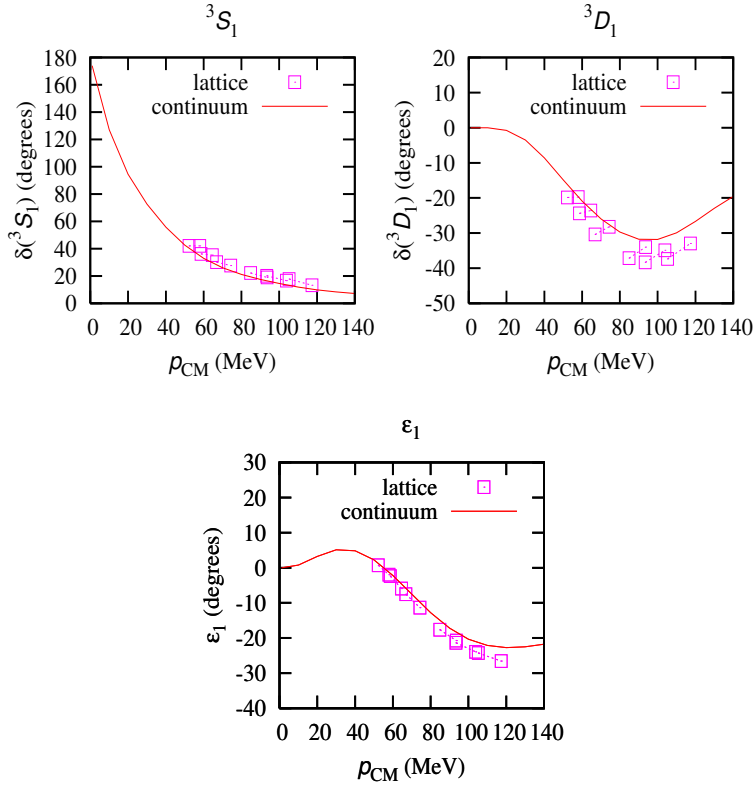 ³S₁
δ(³S₁) (degrees)
180
160
140
120
100
80
60
40
20
0
lattice
continuum
0 20 40 60 80 100 120 140
p_CM (MeV)
³D₁
δ(³D₁) (degrees)
20
10
0
-10
-20
-30
-40
-50
lattice
continuum
0 20 40 60 80 100 120 140
p_CM (MeV)
ε₁
ε₁ (degrees)
30
20
10
0
-10
-20
-30
-40
lattice
continuum
0 20 40 60 80 100 120 140
p_CM (MeV)